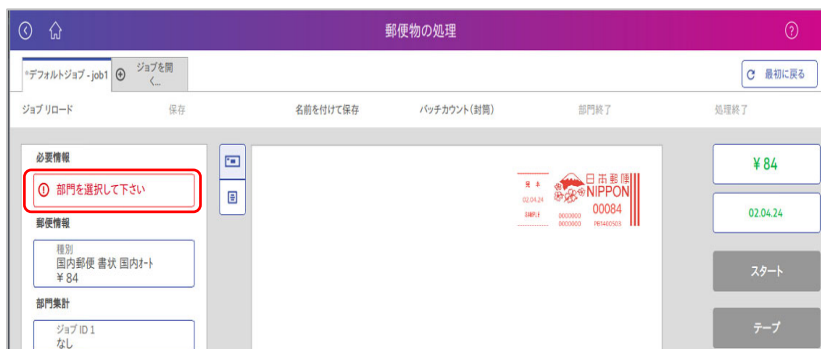 郵便物の処理
*デフォルトジョブ - job1
ジョブを開
く...
最初に戻る
ジョブ リロード
保存
名前を付けて保存
バッチカウント(封筒)
部門終了
処理終了
必要情報
部門を選択して下さい
郵便情報
種別
国内郵便 書状 国内オート
¥ 84
部門集計
ジョブ ID 1
なし
日本郵便
NIPPON
02.04.24
00084
0000000
0000000 PB1400503
¥ 84
02.04.24
スタート
テープ